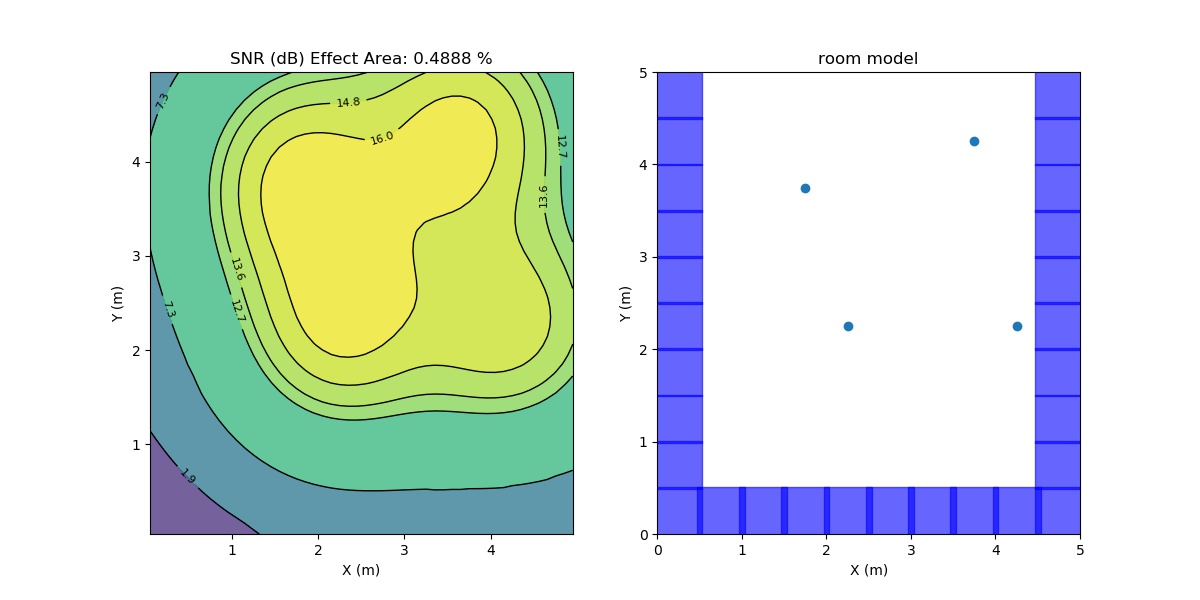 SNR (dB) Effect Area: 0.4888 %
7.3
14.8
16.0
12.7
13.6
13.6
12.7
7.3
1.9
4
3
2
1
Y (m)
1 2 3 4
X (m)
room model
5
4
3
2
1
0
Y (m)
0 1 2 3 4 5
X (m)